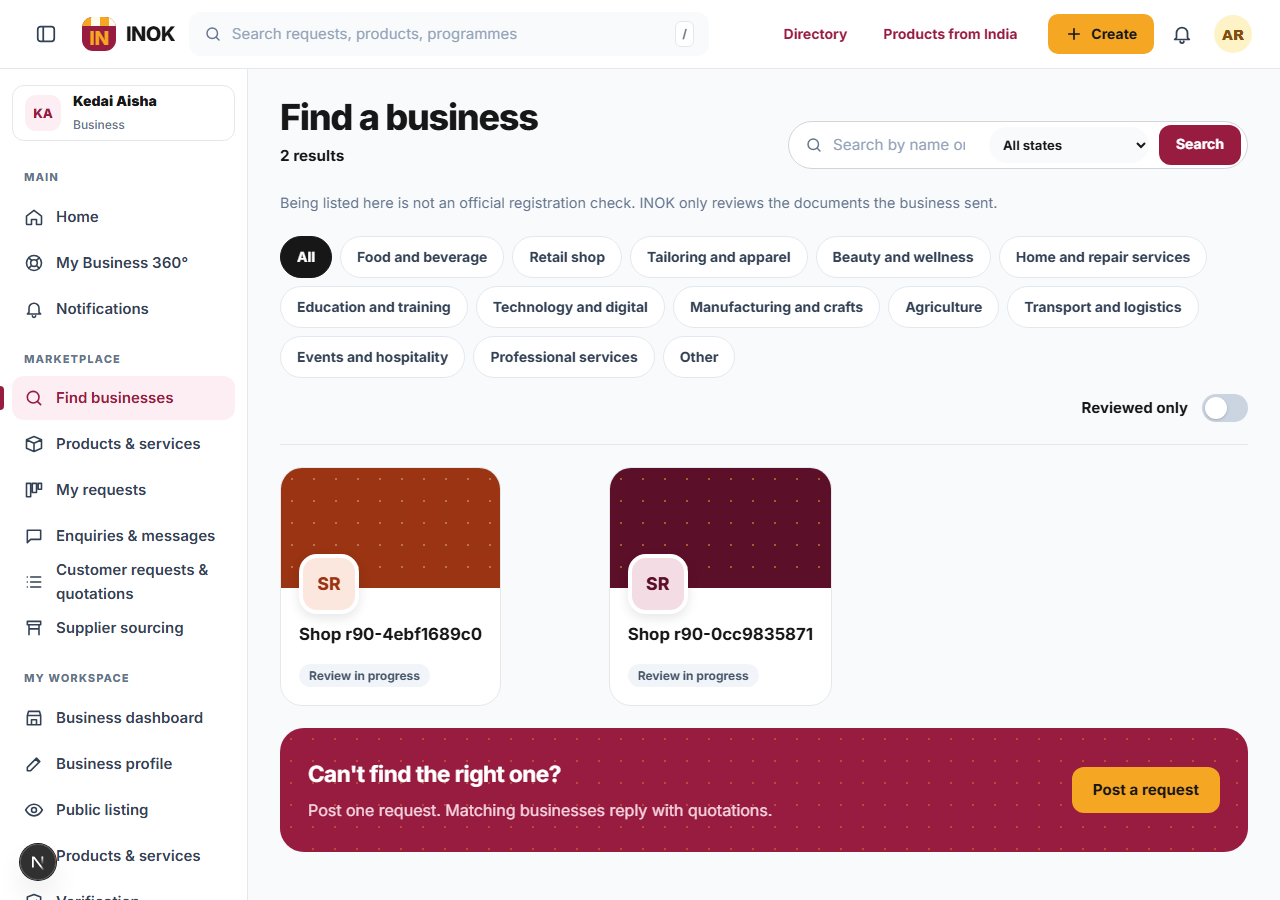 IN INOK
Search requests, products, programmes
/
Directory
Products from India
Create
AR
KA
Kedai Aisha
Business
MAIN
Home
My Business 360°
Notifications
MARKETPLACE
Find businesses
Products & services
My requests
Enquiries & messages
Customer requests &
quotations
Supplier sourcing
MY WORKSPACE
Business dashboard
Business profile
Public listing
N
Products & services
Verification
Find a business
2 results
Search by name or
All states
Search
Being listed here is not an official registration check. INOK only reviews the documents the business sent.
All
Food and beverage
Retail shop
Tailoring and apparel
Beauty and wellness
Home and repair services
Education and training
Technology and digital
Manufacturing and crafts
Agriculture
Transport and logistics
Events and hospitality
Professional services
Other
Reviewed only
SR
Shop r90-4ebf1689c0
Review in progress
SR
Shop r90-0cc9835871
Review in progress
Can't find the right one?
Post one request. Matching businesses reply with quotations.
Post a request